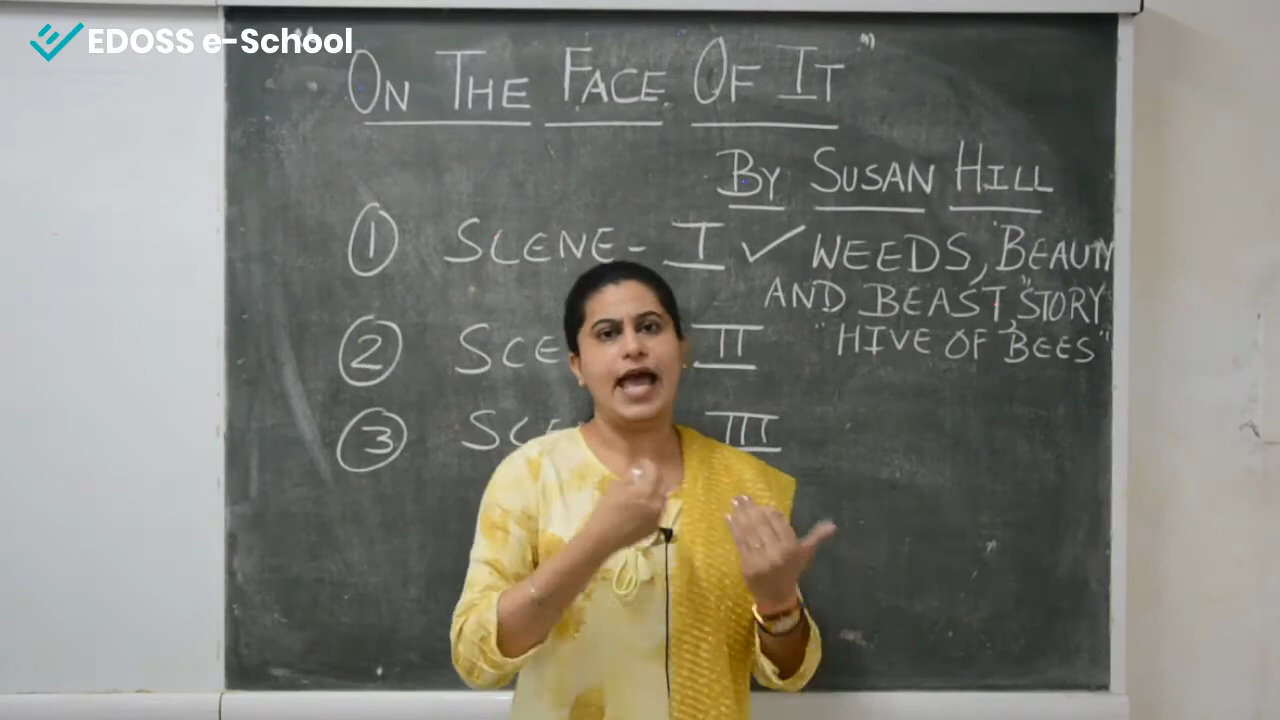 EDOSS e-School
"ON THE FACE OF IT"
BY SUSAN HILL
① SCENE - I ✓ WEEDS, BEAUTY
AND BEAST, "STORY"
"HIVE OF BEES"
② II
③ III